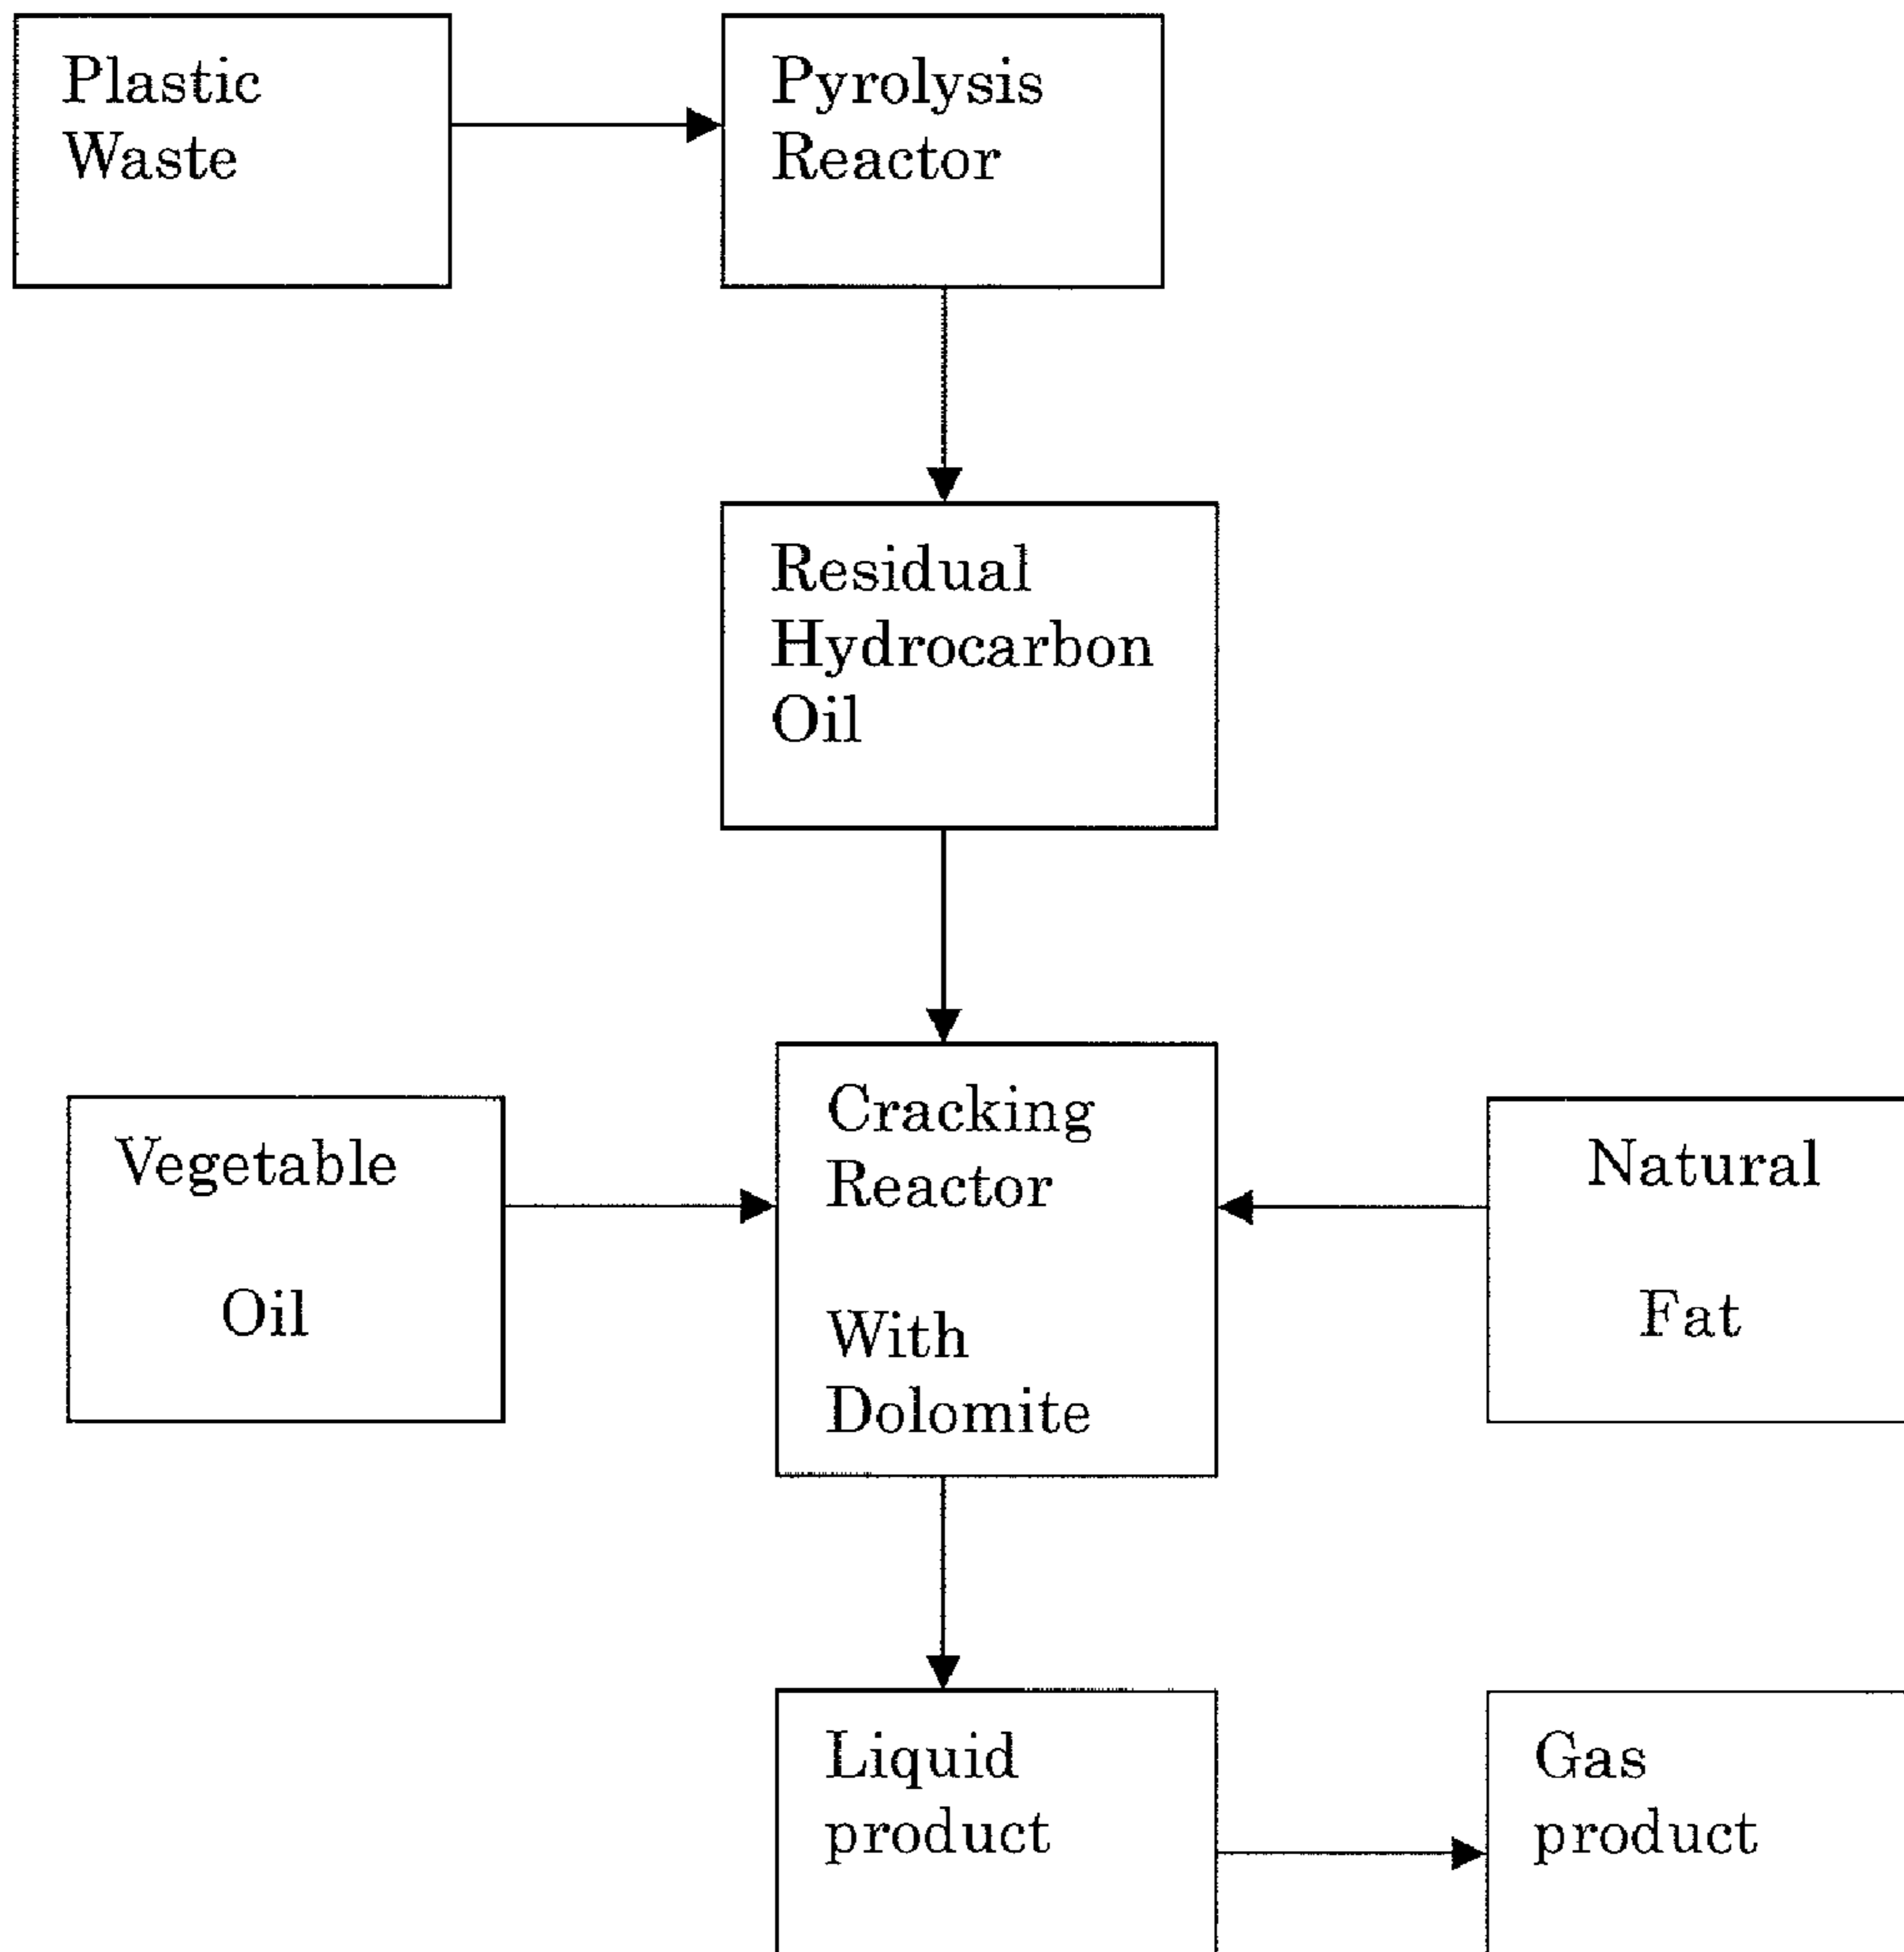 Plastic
Waste
Pyrolysis
Reactor
Residual
Hydrocarbon
Oil
Vegetable
Oil
Cracking
Reactor
With
Dolomite
Natural
Fat
Liquid
product
Gas
product